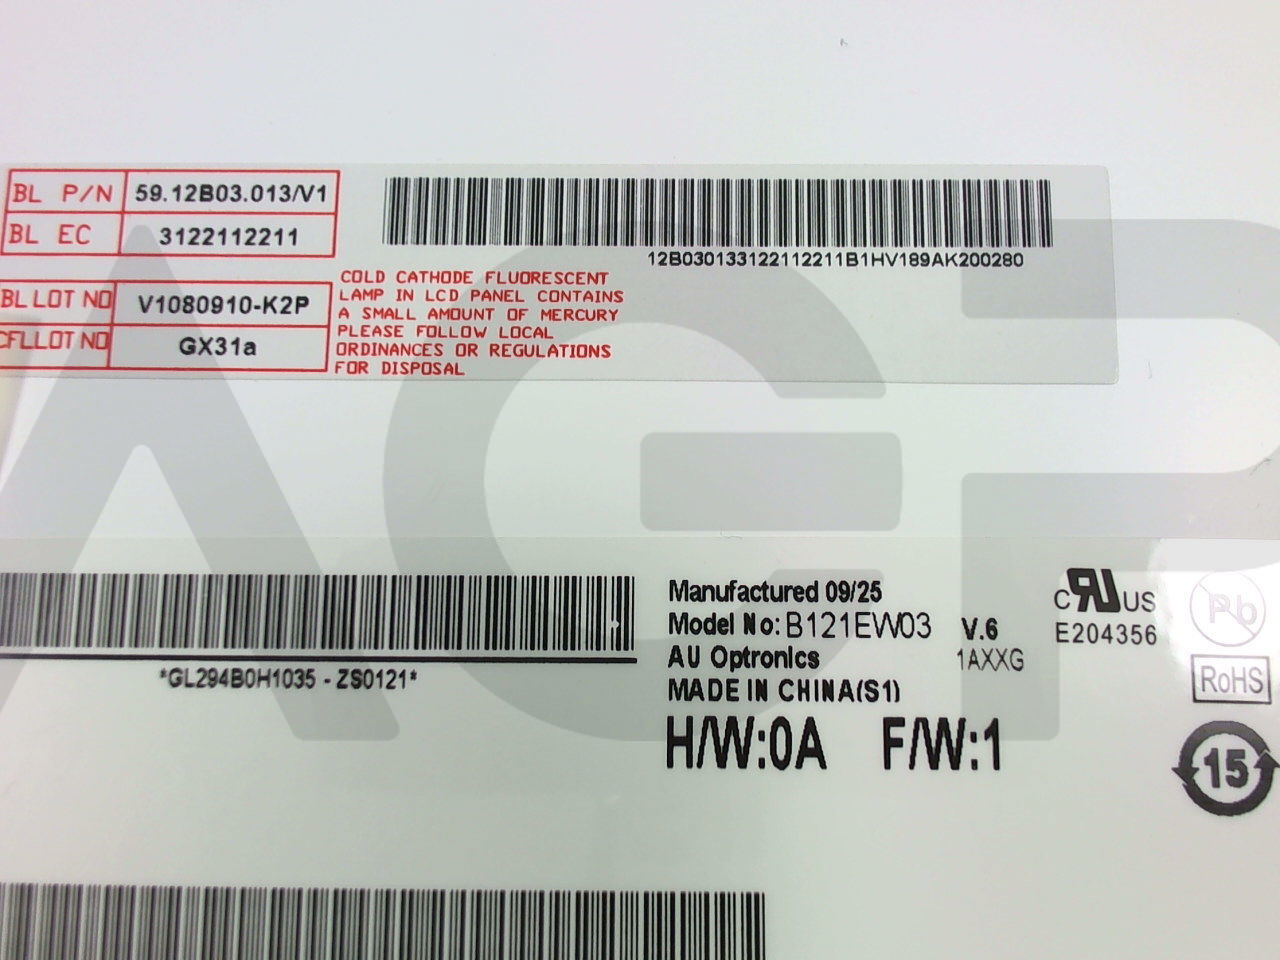 BL P/N 59.12B03.013/V1
BL EC 3122112211
BL LOT NO V1080910-K2P
CFLLOT NO GX31a
12B030133122112211B1HV189AK200280
COLD CATHODE FLUORESCENT
LAMP IN LCD PANEL CONTAINS
A SMALL AMOUNT OF MERCURY
PLEASE FOLLOW LOCAL
ORDINANCES OR REGULATIONS
FOR DISPOSAL
AGP
*GL294B0H1035 - ZS0121*
Manufactured 09/25
Model No: B121EW03 V.6
AU Optronics 1AXXG
MADE IN CHINA(S1)
H/W:0A F/W:1
C RU US
E204356
Pb
RoHS
15